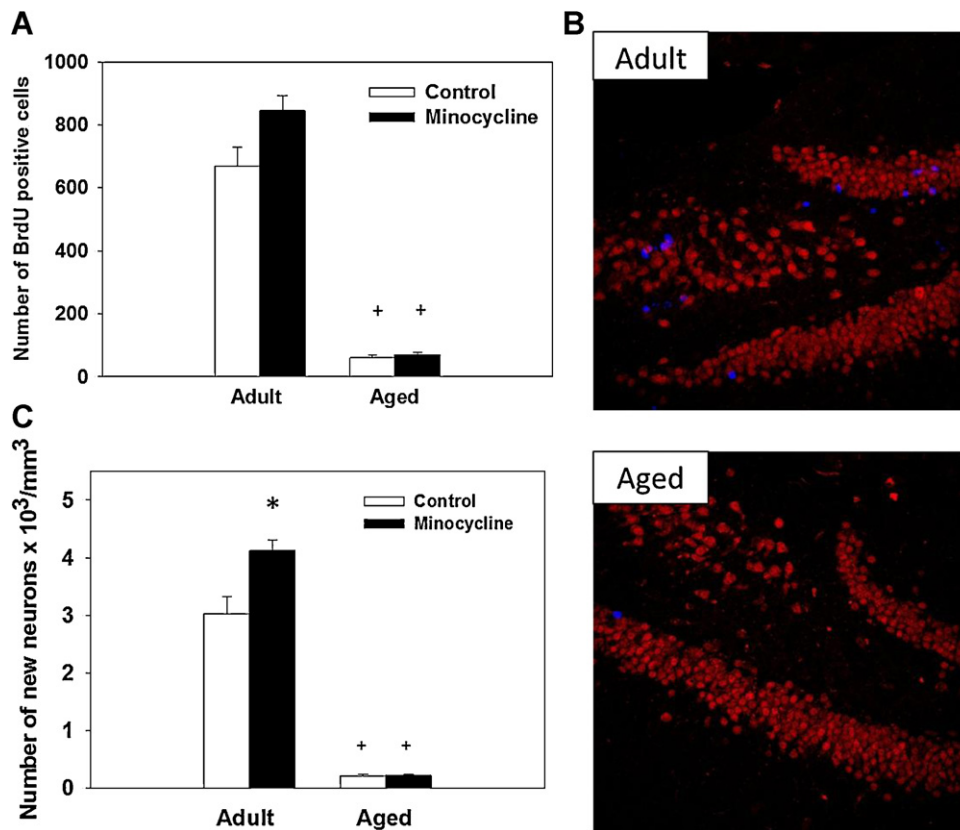 A
Number of BrdU positive cells
1000
800
600
400
200
0
Control
Minocycline
+ +
Adult Aged
B
Adult
C
Number of new neurons x 10³/mm³
5
4
3
2
1
0
Control
Minocycline
*
+ +
Adult Aged
Aged